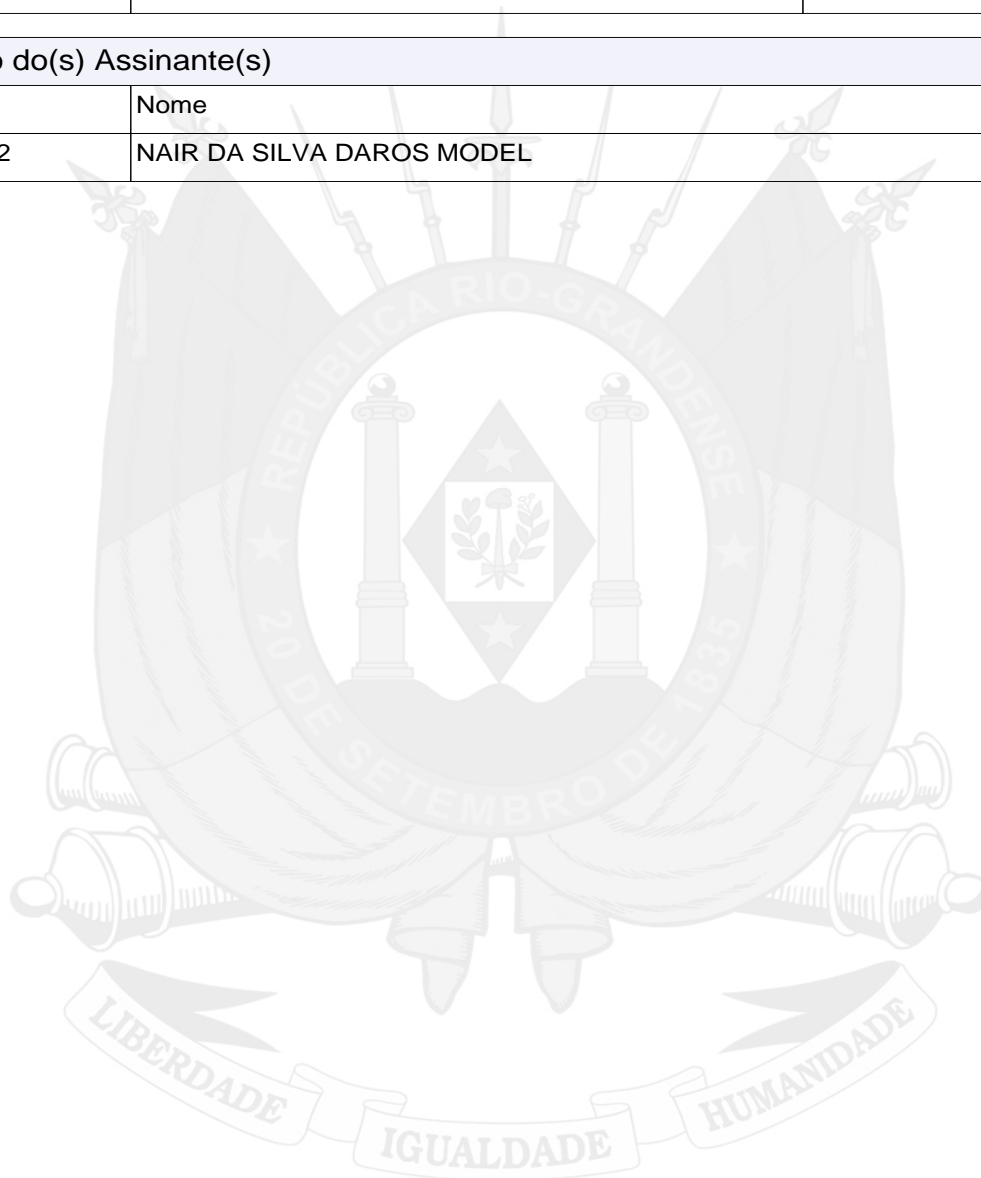 do(s) Assinante(s)
Nome
2
NAIR DA SILVA DAROS MODEL
REPÚBLICA RIO-GRANDENSE
20 DE SETEMBRO DE 1835
LIBERDADE
IGUALDADE
HUMANIDADE